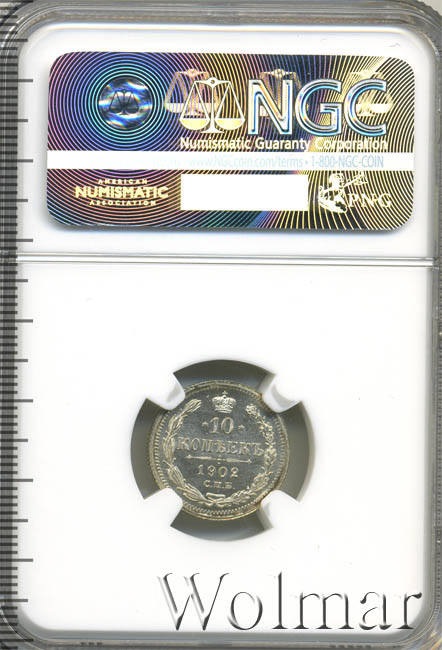 NGC
Numismatic Guaranty Corporation
www.NGCcoin.com/terms • 1-800-NGC-COIN
AMERICAN
NUMISMATIC
ASSOCIATION
PNG
10
КОПѢЕКЪ
1902
С.П.Б.
Wolmar